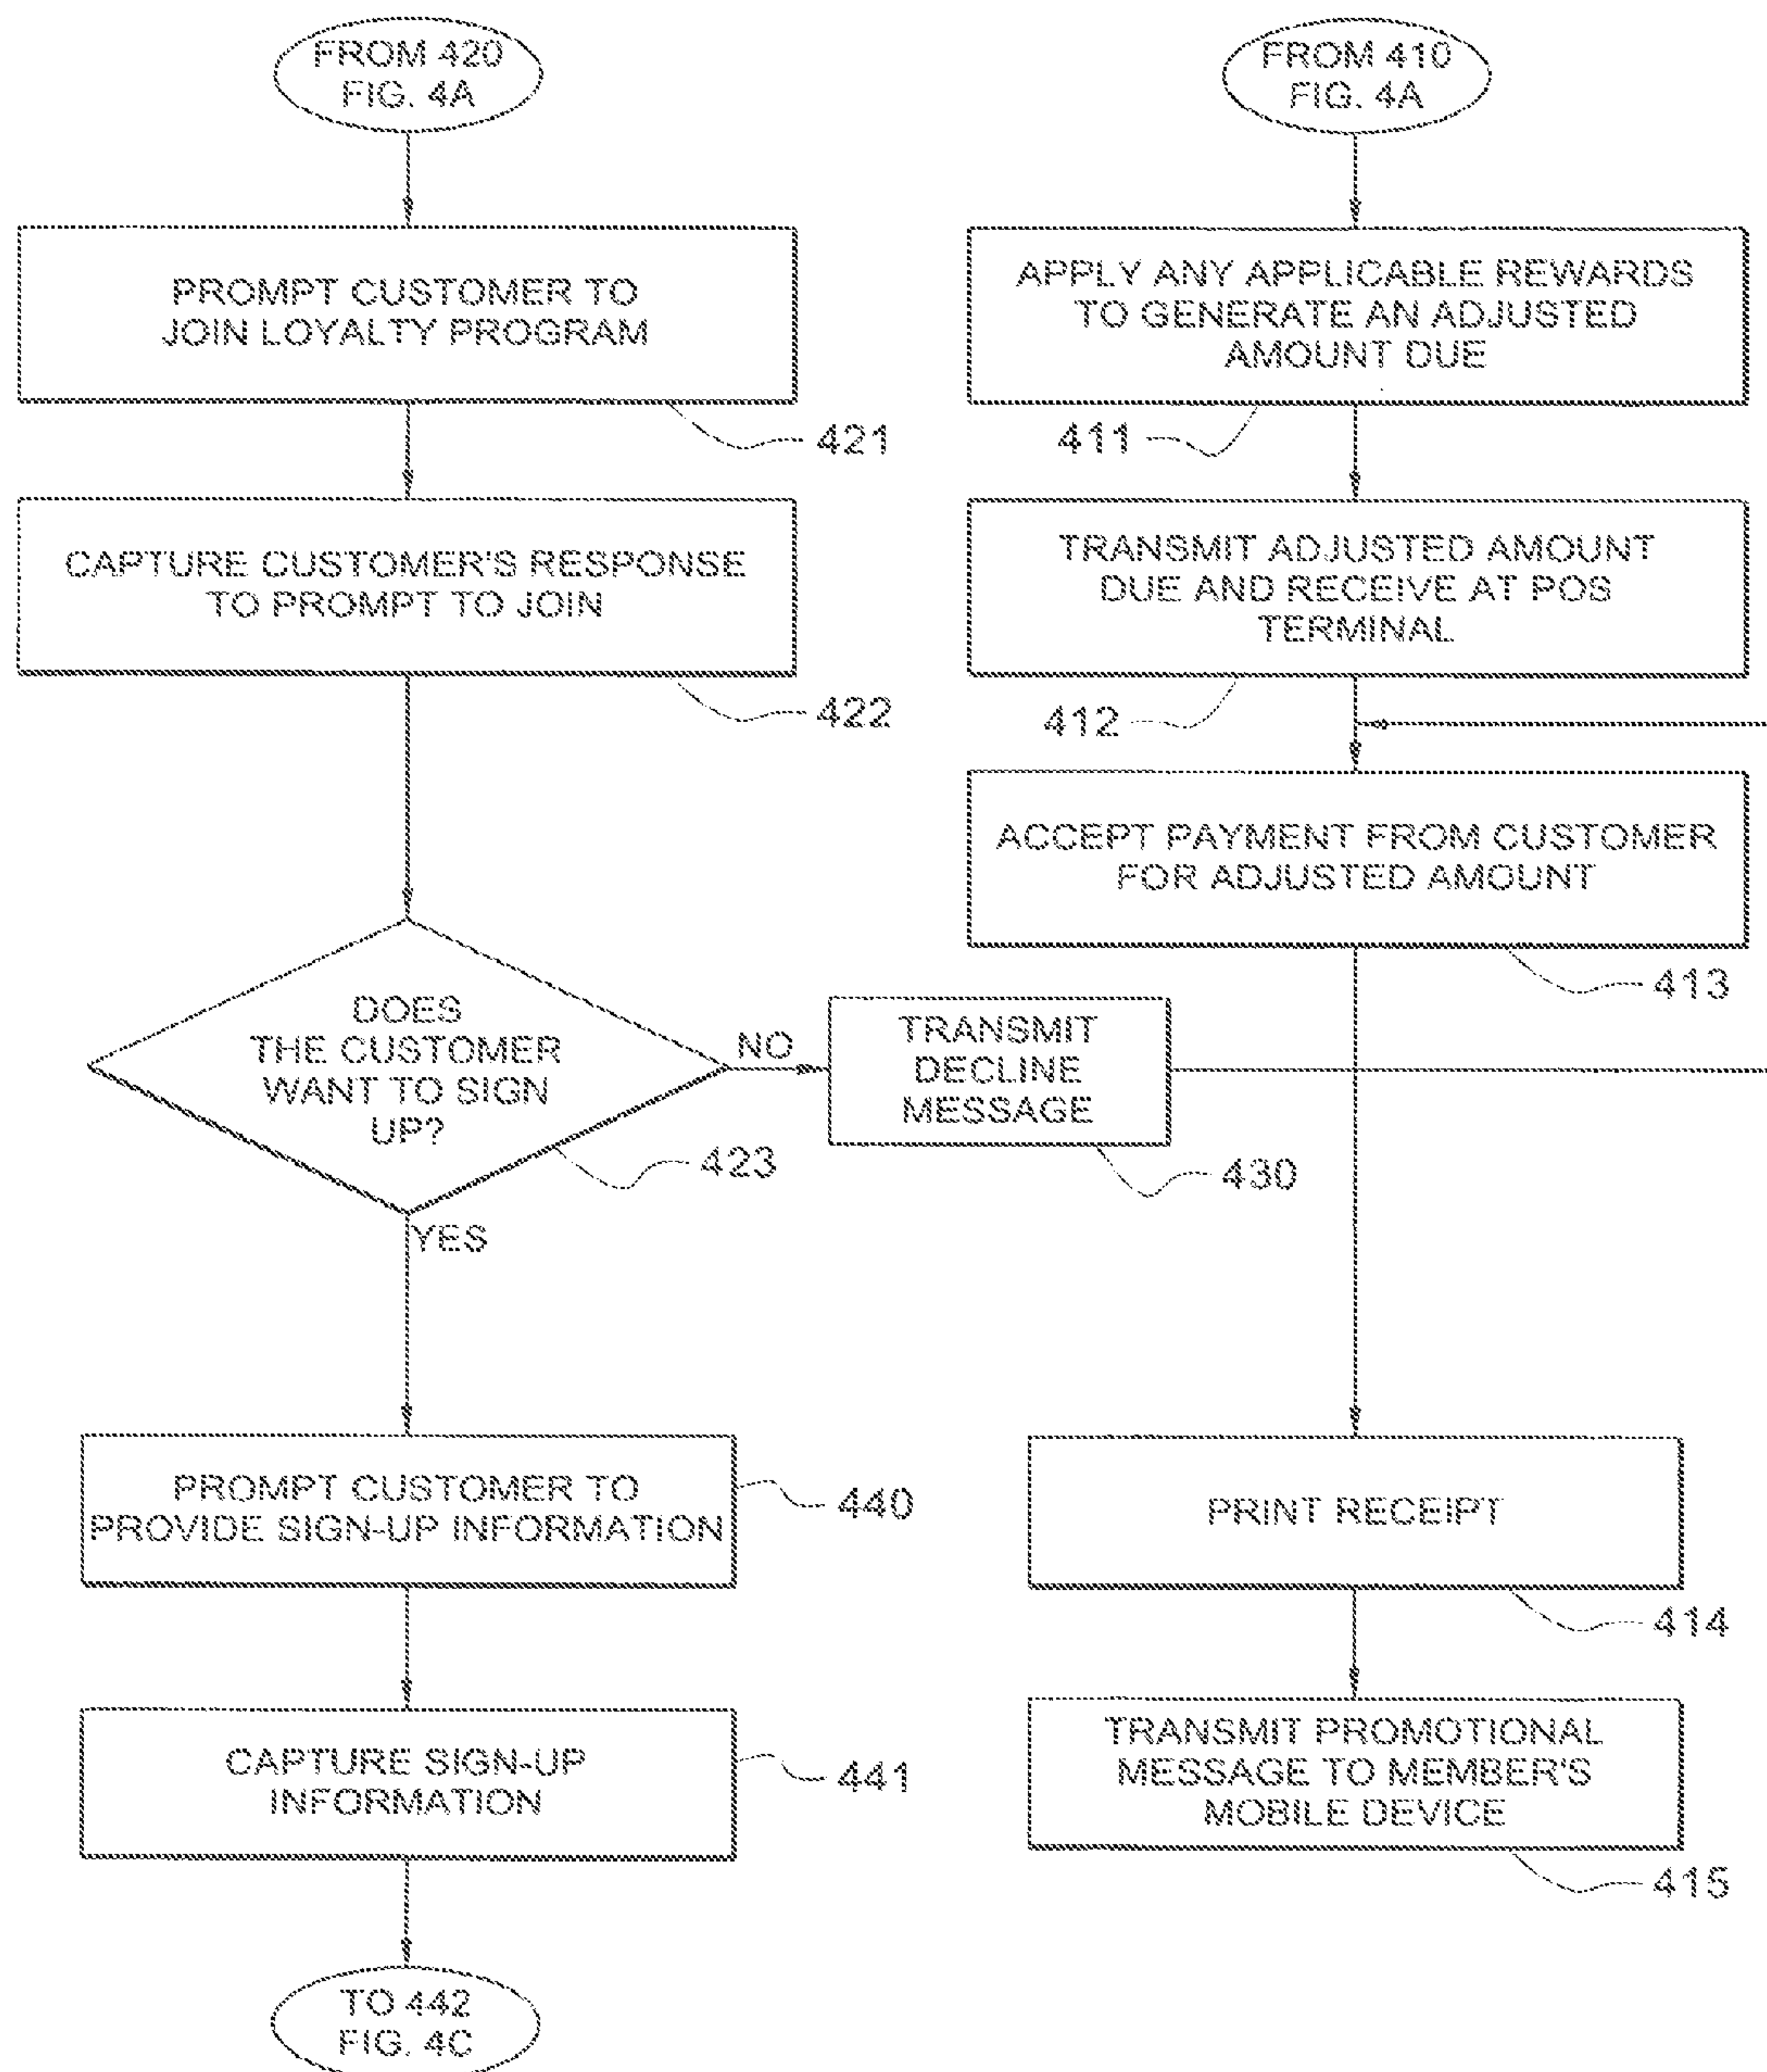 FROM 420
FIG. 4A
PROMPT CUSTOMER TO
JOIN LOYALTY PROGRAM
421
CAPTURE CUSTOMER'S RESPONSE
TO PROMPT TO JOIN
422
DOES
THE CUSTOMER
WANT TO SIGN
UP?
423
NO
TRANSMIT
DECLINE
MESSAGE
430
YES
PROMPT CUSTOMER TO
PROVIDE SIGN-UP INFORMATION
440
CAPTURE SIGN-UP
INFORMATION
441
TO 442
FIG. 4C
FROM 410
FIG. 4A
APPLY ANY APPLICABLE REWARDS
TO GENERATE AN ADJUSTED
AMOUNT DUE
411
TRANSMIT ADJUSTED AMOUNT
DUE AND RECEIVE AT POS
TERMINAL
412
ACCEPT PAYMENT FROM CUSTOMER
FOR ADJUSTED AMOUNT
413
PRINT RECEIPT
414
TRANSMIT PROMOTIONAL
MESSAGE TO MEMBER'S
MOBILE DEVICE
415